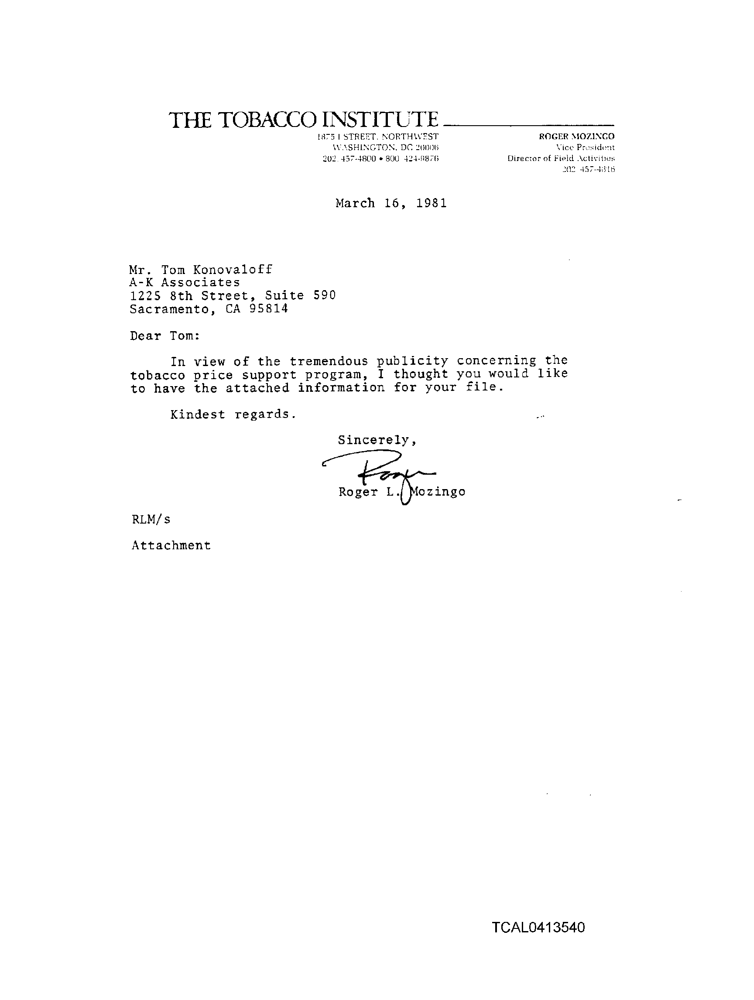 THE TOBACCO INSTITUTE
1875 I STREET, NORTHWEST
WASHINGTON, DC 20006
202 457-4800 • 800 424-9876
ROGER MOZINGO
Vice President
Director of Field Activities
202 457-4816
March 16, 1981
Mr. Tom Konovaloff
A-K Associates
1225 8th Street, Suite 590
Sacramento, CA 95814
Dear Tom:
In view of the tremendous publicity concerning the
tobacco price support program, I thought you would like
to have the attached information for your file.
Kindest regards.
Sincerely,
Roger
Roger L. Mozingo
RLM/s
Attachment
TCAL0413540